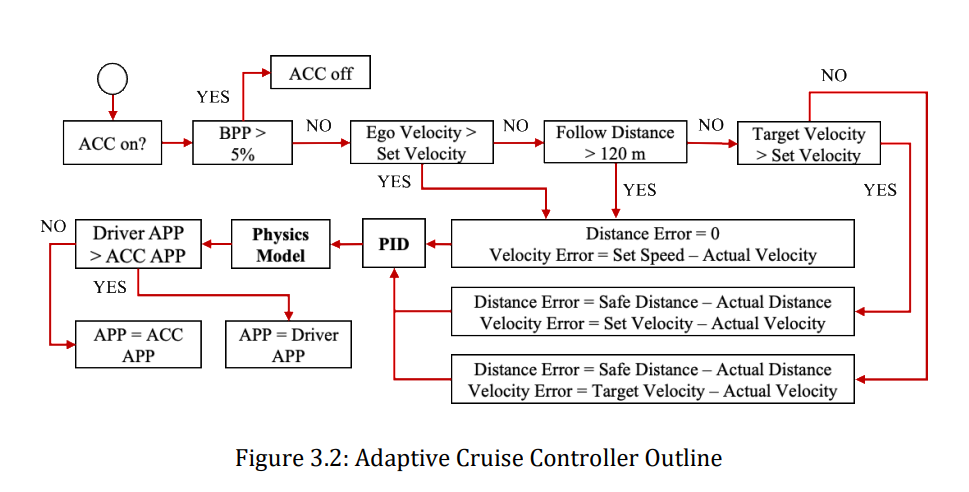 ACC off
NO
YES
ACC on?
BPP >
5%
NO
Ego Velocity >
Set Velocity
NO
Follow Distance
> 120 m
NO
Target Velocity
> Set Velocity
YES
YES
YES
NO
Driver APP
> ACC APP
Physics
Model
PID
Distance Error = 0
Velocity Error = Set Speed – Actual Velocity
YES
Distance Error = Safe Distance – Actual Distance
Velocity Error = Set Velocity – Actual Velocity
APP = ACC
APP
APP = Driver
APP
Distance Error = Safe Distance – Actual Distance
Velocity Error = Target Velocity – Actual Velocity
Figure 3.2: Adaptive Cruise Controller Outline